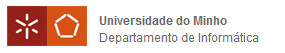 Universidade do Minho
Departamento de Informática